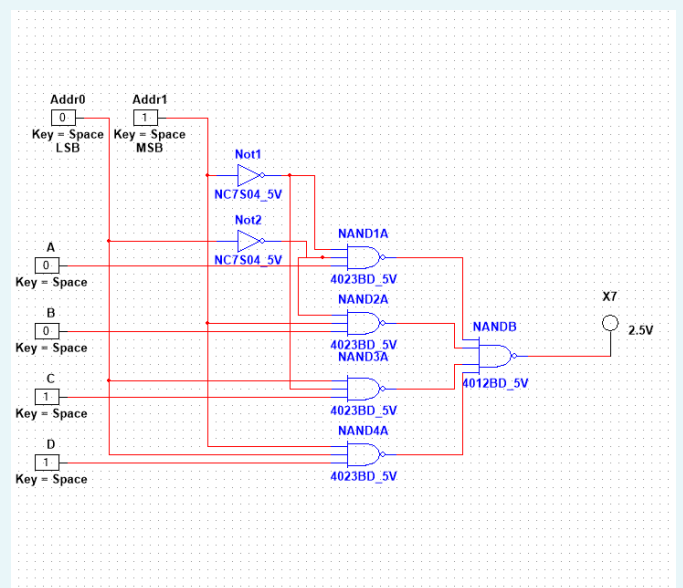 Addr0
0
Key = Space
LSB
Addr1
1
Key = Space
MSB
Not1
NC7S04_5V
Not2
NC7S04_5V
A
0
Key = Space
B
0
Key = Space
C
1
Key = Space
D
1
Key = Space
NAND1A
4023BD_5V
NAND2A
4023BD_5V
NAND3A
4023BD_5V
NAND4A
4023BD_5V
NANDB
4012BD_5V
X7
2.5V